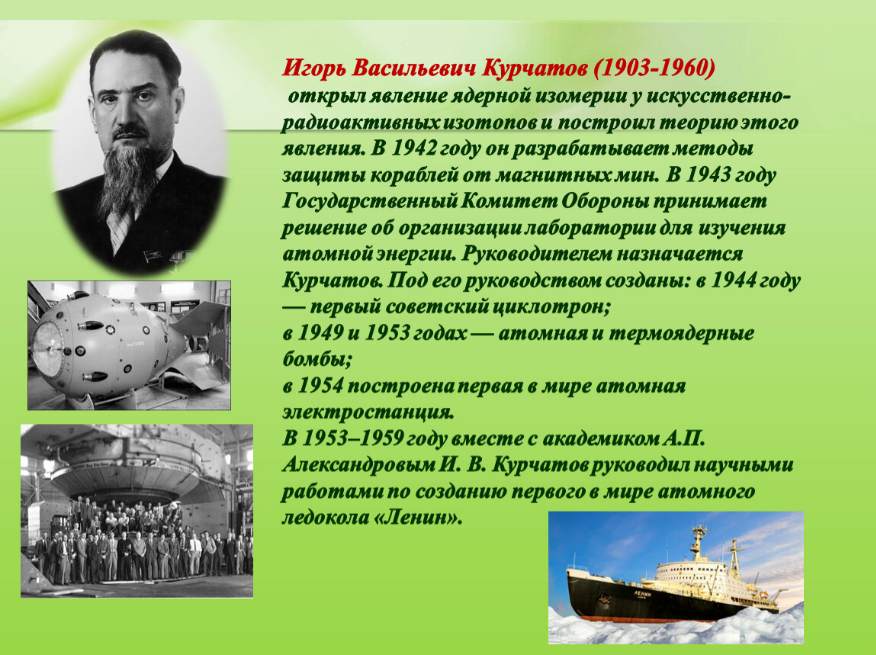 Игорь Васильевич Курчатов (1903-1960)
открыл явление ядерной изомерии у искусственно-
радиоактивных изотопов и построил теорию этого
явления. В 1942 году он разрабатывает методы
защиты кораблей от магнитных мин. В 1943 году
Государственный Комитет Обороны принимает
решение об организации лаборатории для изучения
атомной энергии. Руководителем назначается
Курчатов. Под его руководством созданы: в 1944 году
— первый советский циклотрон;
в 1949 и 1953 годах — атомная и термоядерные
бомбы;
в 1954 построена первая в мире атомная
электростанция.
В 1953–1959 году вместе с академиком А.П.
Александровым И. В. Курчатов руководил научными
работами по созданию первого в мире атомного
ледокола «Ленин».
ЛЕНИН